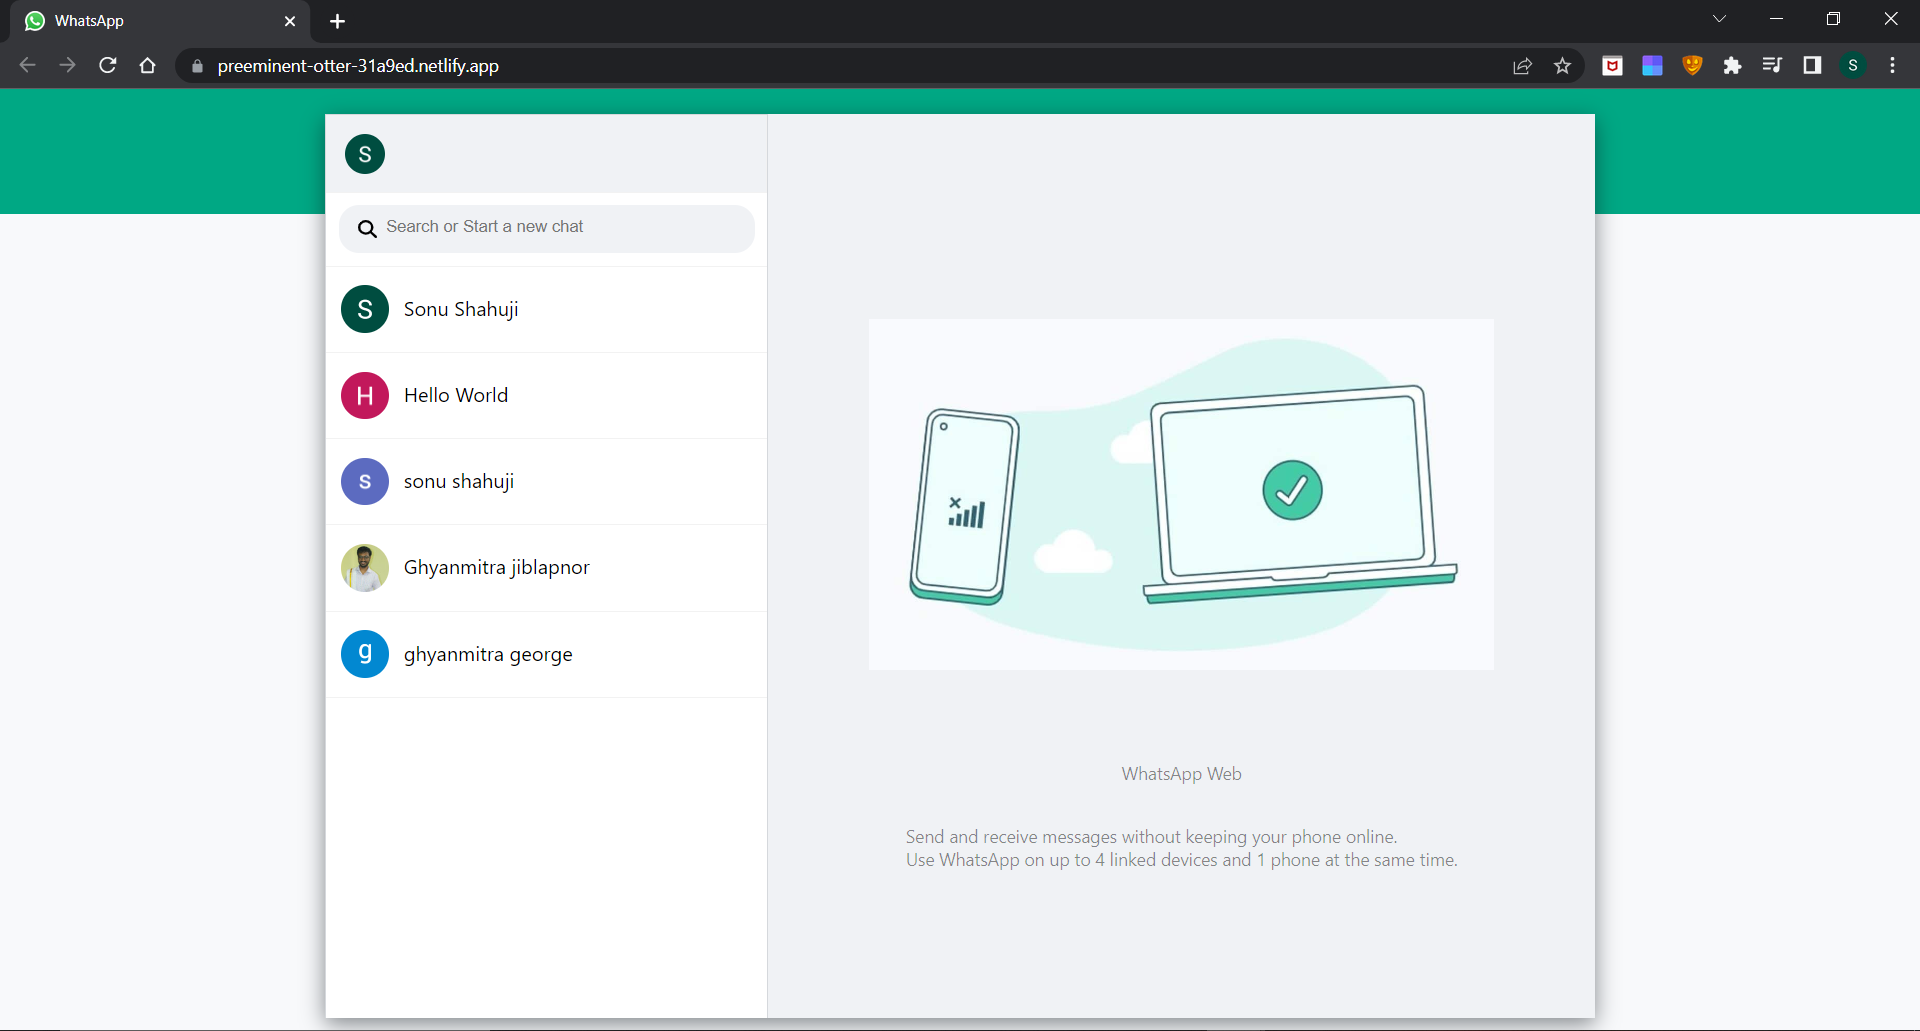 WhatsApp
preeminent-otter-31a9ed.netlify.app
S
S
Search or Start a new chat
S Sonu Shahuji
H Hello World
s sonu shahuji
Ghyanmitra jiblapnor
g ghyanmitra george
WhatsApp Web
Send and receive messages without keeping your phone online.
Use WhatsApp on up to 4 linked devices and 1 phone at the same time.